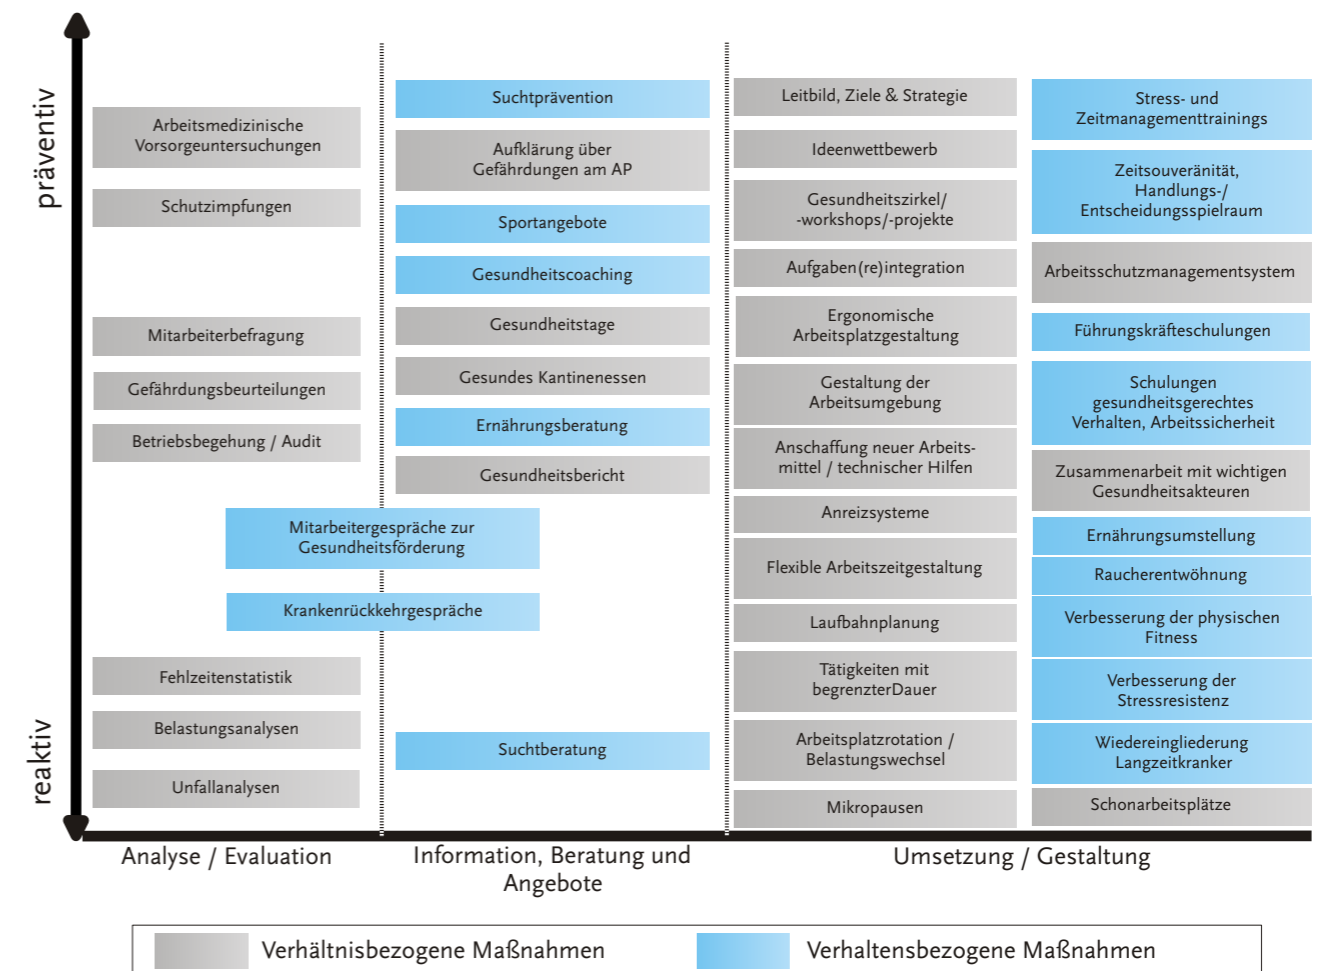 präventiv
reaktiv
Arbeitsmedizinische
Vorsorgeuntersuchungen
Schutzimpfungen
Mitarbeiterbefragung
Gefährdungsbeurteilungen
Betriebsbegehung / Audit
Mitarbeitergespräche zur
Gesundheitsförderung
Krankenrückkehrgespräche
Fehlzeitenstatistik
Belastungsanalysen
Unfallanalysen
Suchtprävention
Aufklärung über
Gefährdungen am AP
Sportangebote
Gesundheitscoaching
Gesundheitstage
Gesundes Kantinenessen
Ernährungsberatung
Gesundheitsbericht
Suchtberatung
Leitbild, Ziele & Strategie
Ideenwettbewerb
Gesundheitszirkel/
-workshops/-projekte
Aufgaben(re)integration
Ergonomische
Arbeitsplatzgestaltung
Gestaltung der
Arbeitsumgebung
Anschaffung neuer Arbeits-
mittel / technischer Hilfen
Anreizsysteme
Flexible Arbeitszeitgestaltung
Laufbahnplanung
Tätigkeiten mit
begrenzterDauer
Arbeitsplatzrotation /
Belastungswechsel
Mikropausen
Stress- und
Zeitmanagementtrainings
Zeitsouveränität,
Handlungs-/
Entscheidungsspielraum
Arbeitsschutzmanagementsystem
Führungskräfteschulungen
Schulungen
gesundheitsgerechtes
Verhalten, Arbeitssicherheit
Zusammenarbeit mit wichtigen
Gesundheitsakteuren
Ernährungsumstellung
Raucherentwöhnung
Verbesserung der physischen
Fitness
Verbesserung der
Stressresistenz
Wiedereingliederung
Langzeitkranker
Schonarbeitsplätze
Analyse / Evaluation
Information, Beratung und
Angebote
Umsetzung / Gestaltung
Verhältnisbezogene Maßnahmen
Verhaltensbezogene Maßnahmen